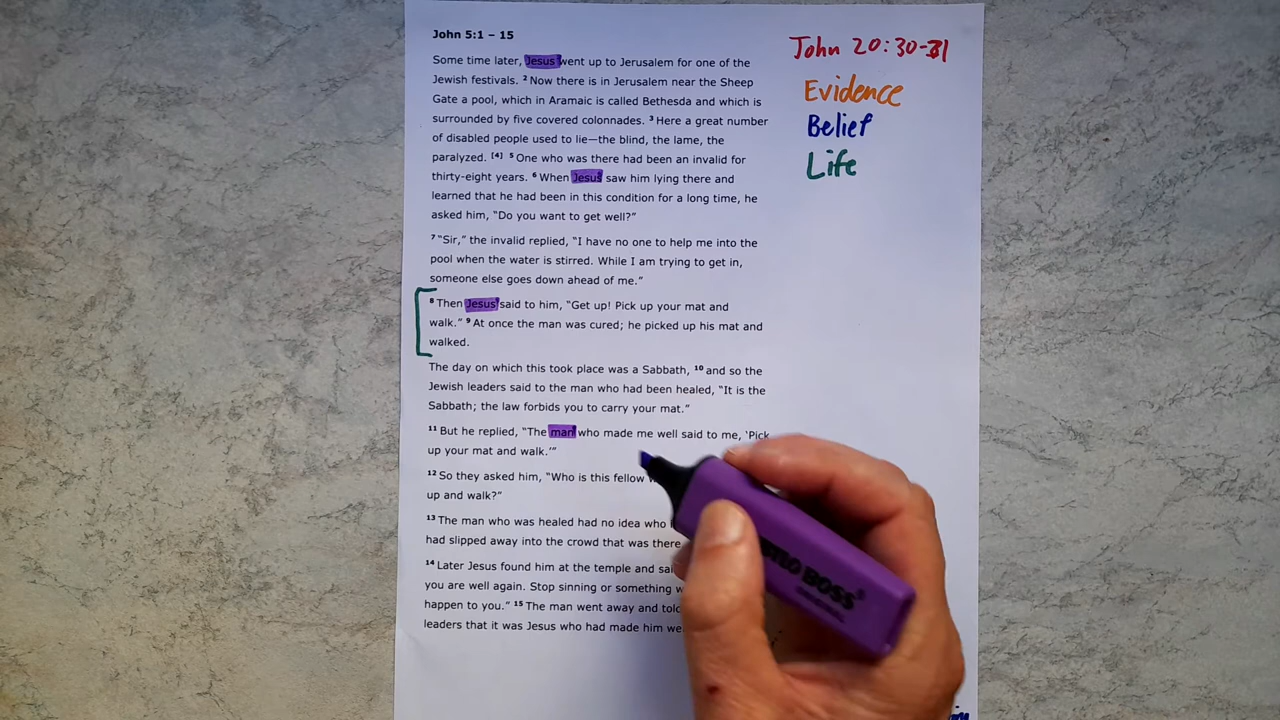 John 5:1 – 15
Some time later, Jesus went up to Jerusalem for one of the
Jewish festivals. 2 Now there is in Jerusalem near the Sheep
Gate a pool, which in Aramaic is called Bethesda and which is
surrounded by five covered colonnades. 3 Here a great number
of disabled people used to lie—the blind, the lame, the
paralyzed. [4] 5 One who was there had been an invalid for
thirty-eight years. 6 When Jesus saw him lying there and
learned that he had been in this condition for a long time, he
asked him, “Do you want to get well?”
7 “Sir,” the invalid replied, “I have no one to help me into the
pool when the water is stirred. While I am trying to get in,
someone else goes down ahead of me.”
8 Then Jesus said to him, “Get up! Pick up your mat and
walk.” 9 At once the man was cured; he picked up his mat and
walked.
The day on which this took place was a Sabbath, 10 and so the
Jewish leaders said to the man who had been healed, “It is the
Sabbath; the law forbids you to carry your mat.”
11 But he replied, “The man who made me well said to me, ‘Pick
up your mat and walk.’”
12 So they asked him, “Who is this fellow
up and walk?”
13 The man who was healed had no idea who
had slipped away into the crowd that was there
14 Later Jesus found him at the temple and
you are well again. Stop sinning or something
happen to you.” 15 The man went away and
leaders that it was Jesus who had made him
John 20:30-31
Evidence
Belief
Life
BOSS